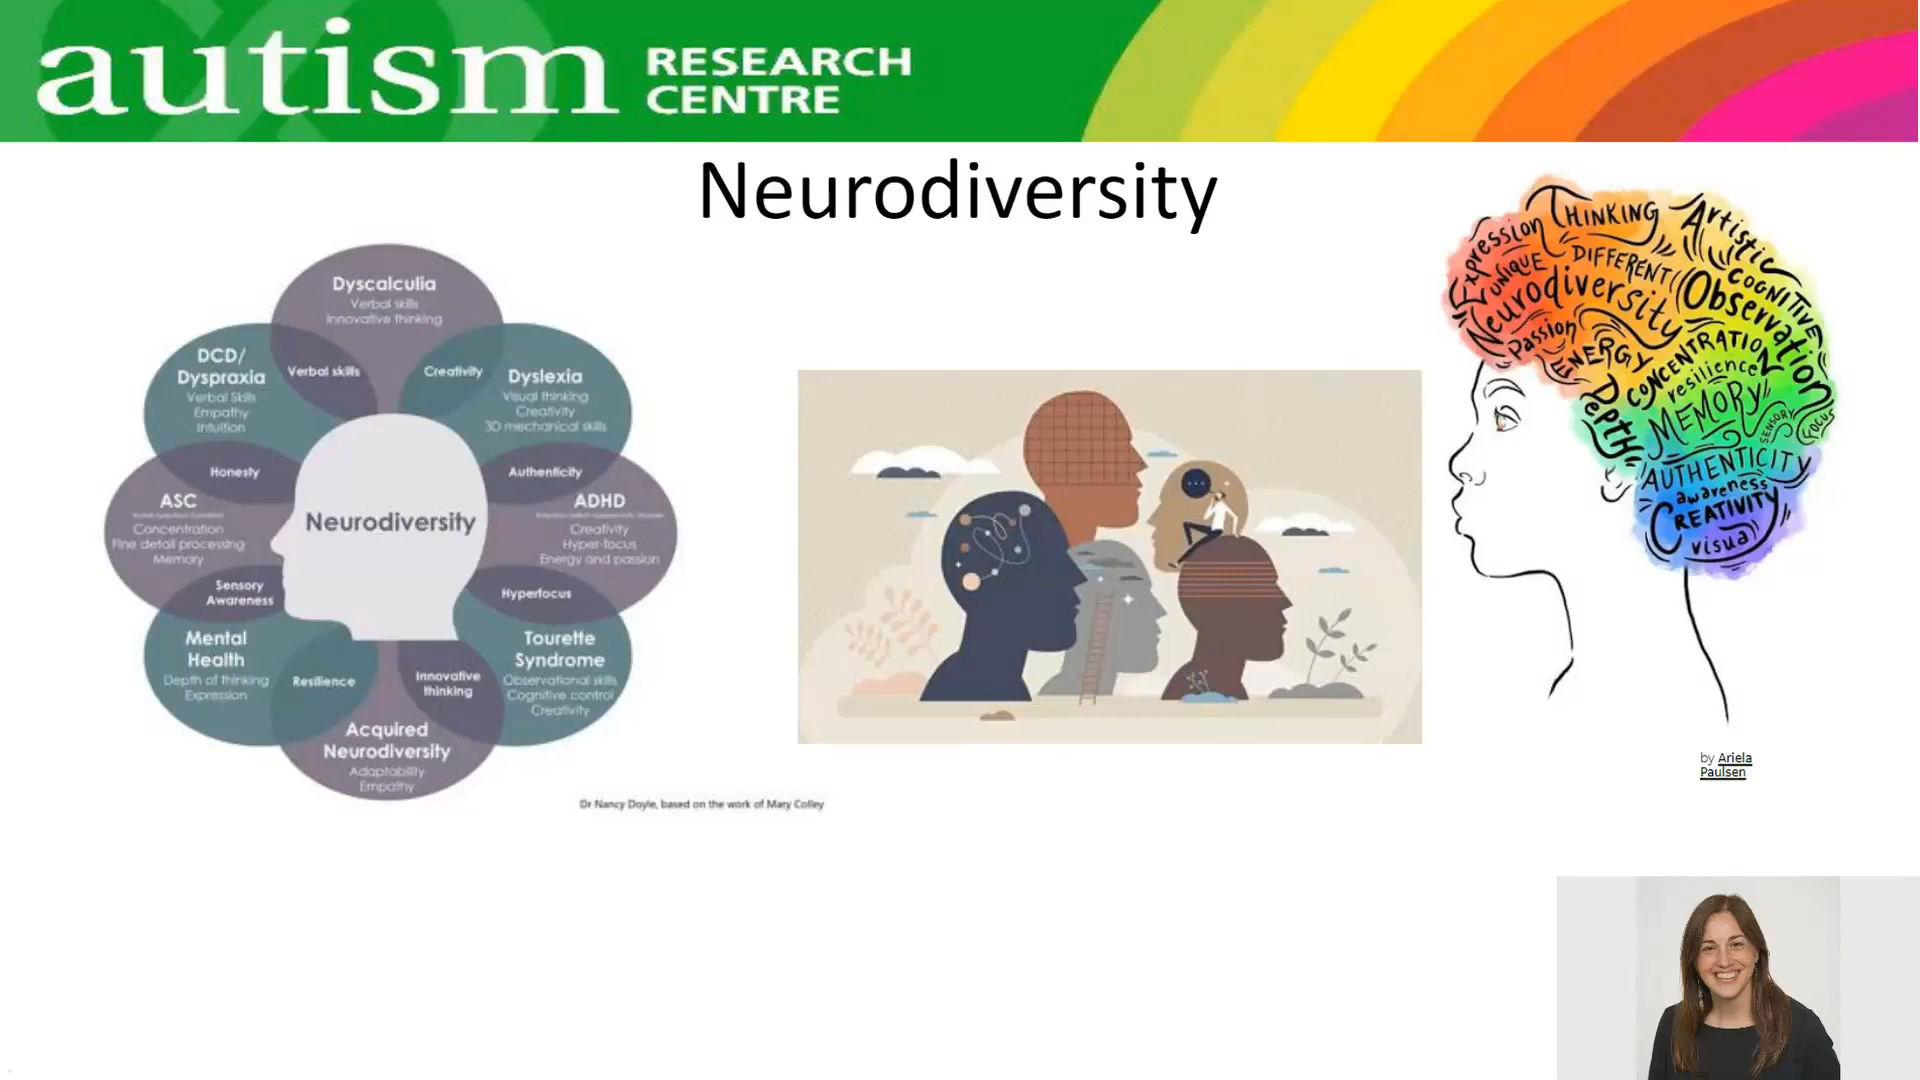 autism RESEARCH
CENTRE
Neurodiversity
Dyscalculia
Verbal skills
Innovative thinking
DCD/
Dyspraxia
Verbal Skills
Empathy
Intuition
Verbal skills
Creativity
Dyslexia
Visual thinking
Creativity
3D mechanical skills
Honesty
Authenticity
ASC
Concentration
Fine detail processing
Memory
Neurodiversity
ADHD
Creativity
Hyper-focus
Energy and passion
Sensory
Awareness
Hyperfocus
Mental
Health
Depth of thinking
Expression
Resilience
Innovative
thinking
Tourette
Syndrome
Observational skills
Cognitive control
Creativity
Acquired
Neurodiversity
Adaptability
Empathy
Dr Nancy Doyle, based on the work of Mary Colley
Expression
THINKING
Artistic
UNIQUE
DIFFERENT
COGNITIVE
Neurodiversity
Observation
Passion
ENERGY
CONCENTRATION
resilience
Depth
MEMORY
SENSORY
FOCUS
AUTHENTICITY
awareness
CREATIVITY
visual
by Ariela
Paulsen